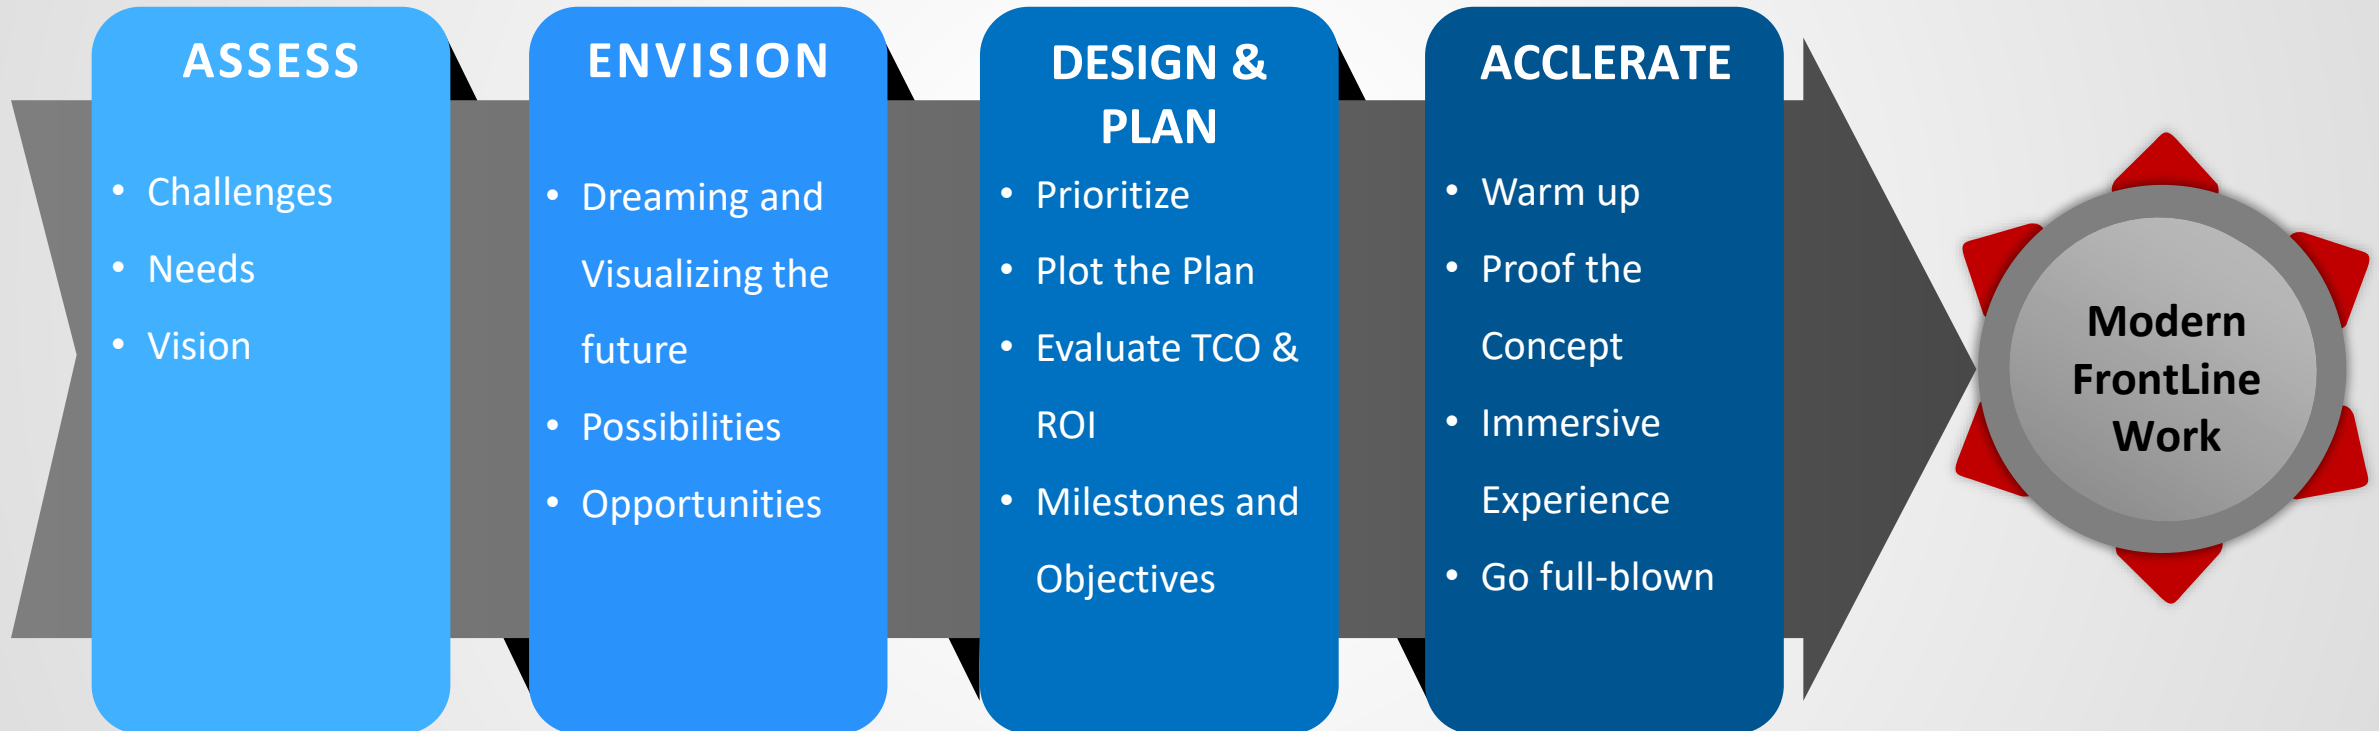 ASSESS
• Challenges
• Needs
• Vision
ENVISION
• Dreaming and
Visualizing the
future
• Possibilities
• Opportunities
DESIGN &
PLAN
• Prioritize
• Plot the Plan
• Evaluate TCO &
ROI
• Milestones and
Objectives
ACCLERATE
• Warm up
• Proof the
Concept
• Immersive
Experience
• Go full-blown
Modern
FrontLine
Work